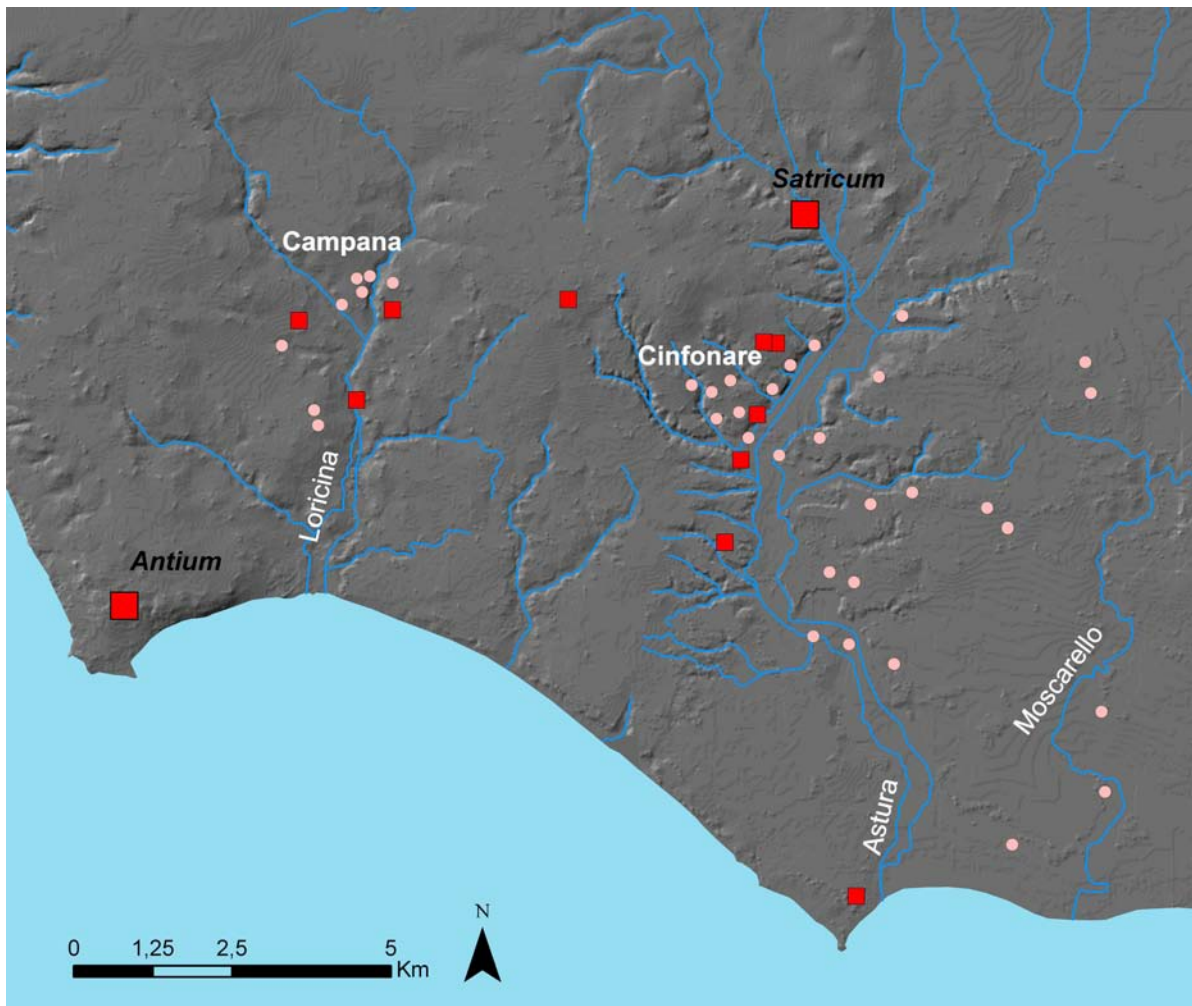 Satricum
Campana
Cinfonare
Loricina
Antium
Moscarello
Astura
N
0 1,25 2,5 5
Km